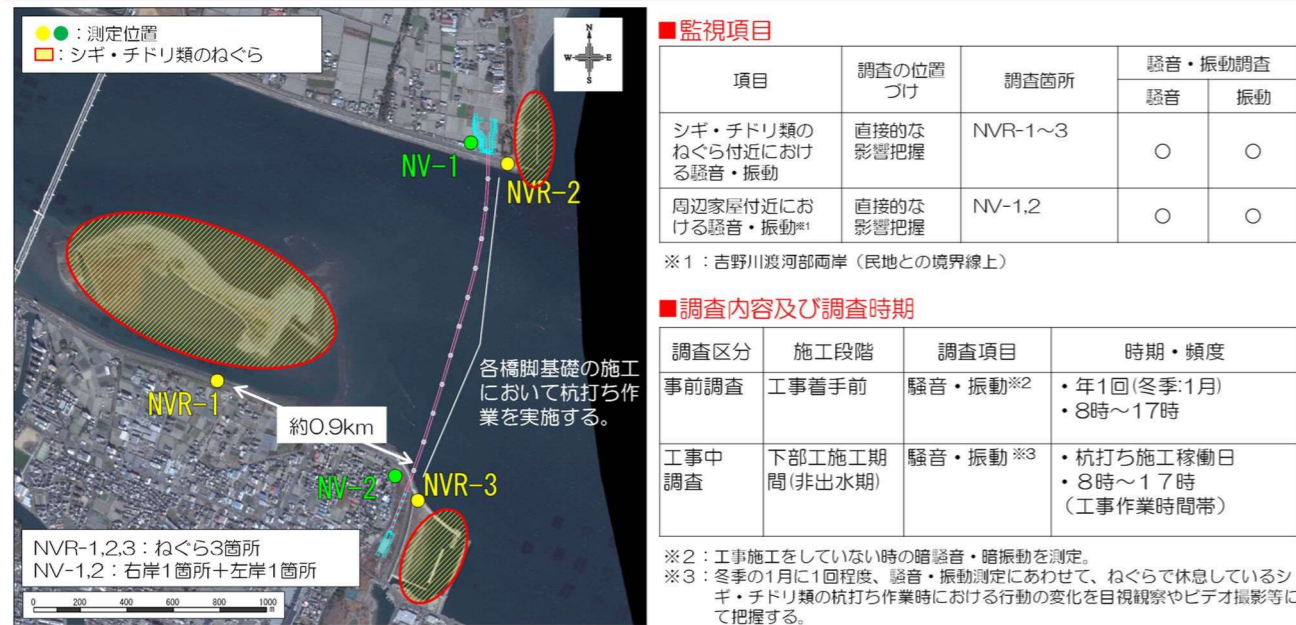 ●●：測定位置
：シギ・チドリ類のねぐら
N
W E
S
NV-1
NVR-2
NVR-1
約0.9km
各橋脚基礎の施工
において杭打ち作
業を実施する。
NV-2
NVR-3
NVR-1,2,3：ねぐら3箇所
NV-1,2：右岸1箇所＋左岸1箇所
0 200 400 600 800 1000
m
■監視項目
項目 調査の位置づけ 調査箇所 騒音・振動調査
騒音 振動
シギ・チドリ類の 直接的な NVR-1～3
ねぐら付近におけ 影響把握 ○ ○
る騒音・振動
周辺家屋付近にお 直接的な NV-1,2 ○ ○
ける騒音・振動※1 影響把握
※1：吉野川渡河部両岸（民地との境界線上）
■調査内容及び調査時期
調査区分 施工段階 調査項目 時期・頻度
事前調査 工事着手前 騒音・振動※2 ・年1回(冬季:1月)
・8時～17時
工事中 下部工施工期 騒音・振動※3 ・杭打ち施工稼働日
調査 間(非出水期) ・8時～17時
（工事作業時間帯）
※2：工事施工をしていない時の暗騒音・暗振動を測定。
※3：冬季の1月に1回程度、騒音・振動測定にあわせて、ねぐらで休息しているシ
ギ・チドリ類の杭打ち作業時における行動の変化を目視観察やビデオ撮影等に
て把握する。